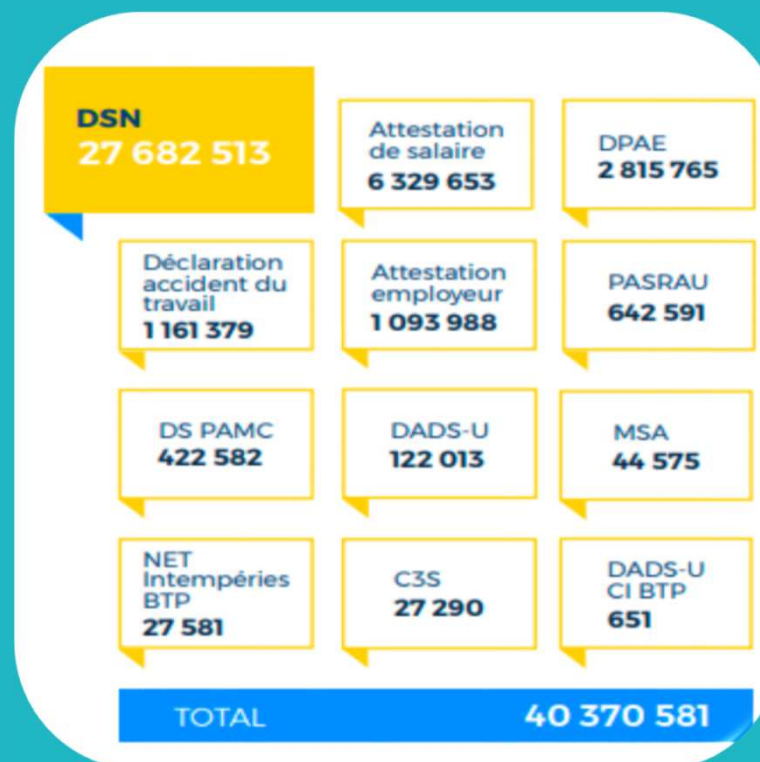 DSN
27 682 513
Attestation
de salaire
6 329 653
DPAE
2 815 765
Déclaration
accident du
travail
1 161 379
Attestation
employeur
1 093 988
PASRAU
642 591
DS PAMC
422 582
DADS-U
122 013
MSA
44 575
NET
Intempéries
BTP
27 581
C3S
27 290
DADS-U
CI BTP
651
TOTAL 40 370 581